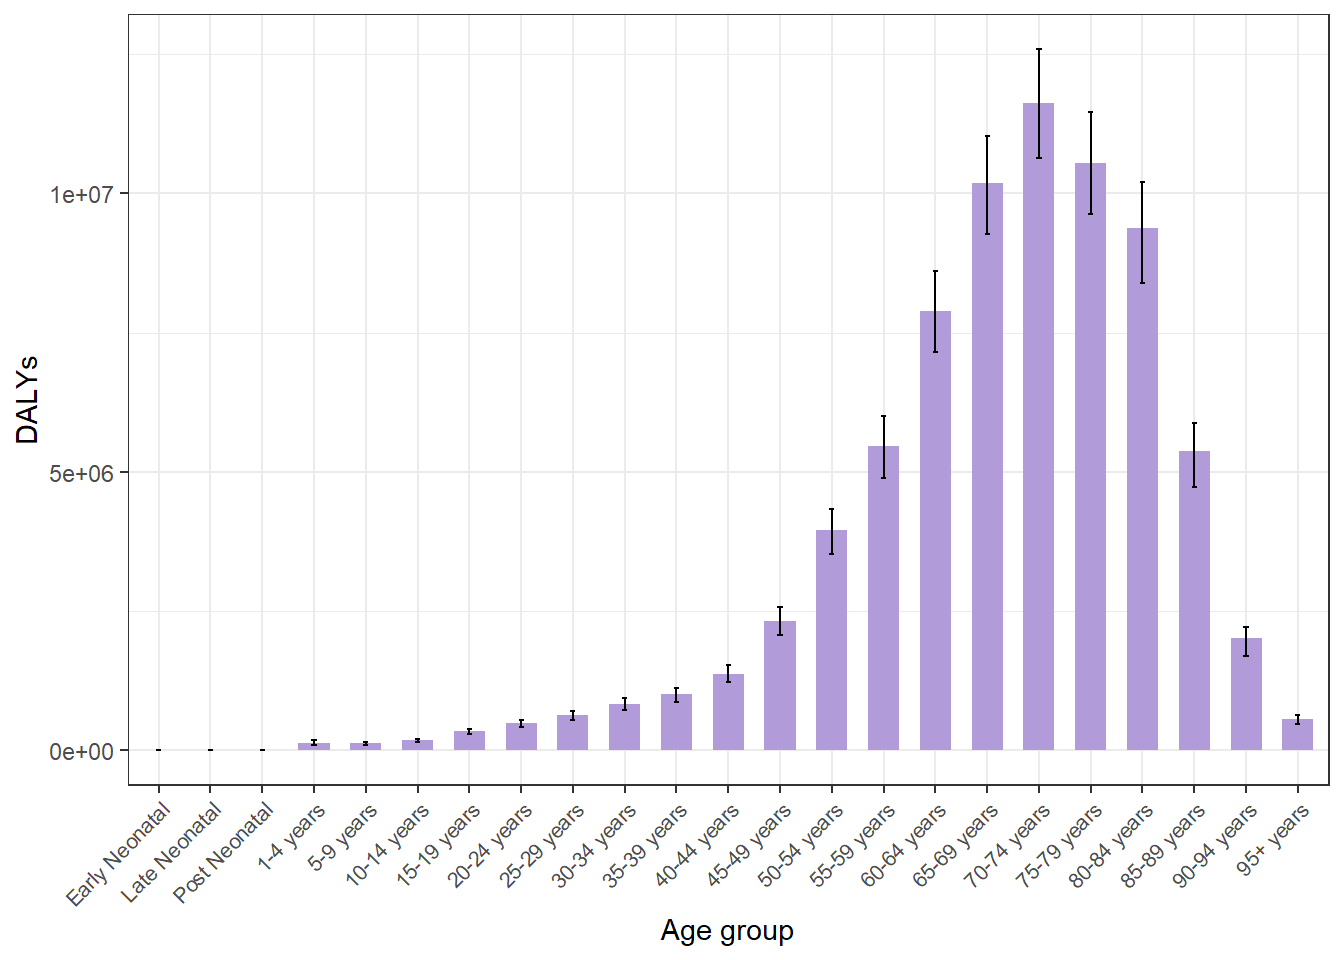 DALYs
1e+07
5e+06
0e+00
Early Neonatal
Late Neonatal
Post Neonatal
1-4 years
5-9 years
10-14 years
15-19 years
20-24 years
25-29 years
30-34 years
35-39 years
40-44 years
45-49 years
50-54 years
55-59 years
60-64 years
65-69 years
70-74 years
75-79 years
80-84 years
85-89 years
90-94 years
95+ years
Age group